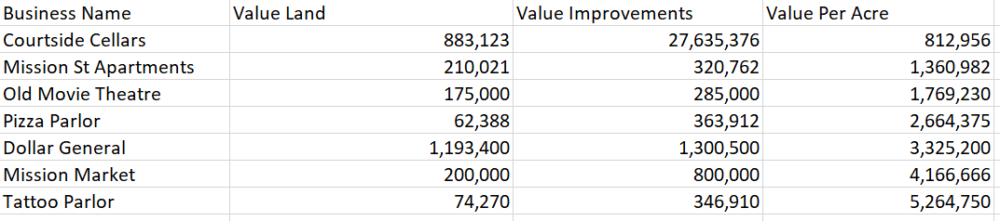 Business Name Value Land Value Improvements Value Per Acre
Courtside Cellars 883,123 27,635,376 812,956
Mission St Apartments 210,021 320,762 1,360,982
Old Movie Theatre 175,000 285,000 1,769,230
Pizza Parlor 62,388 363,912 2,664,375
Dollar General 1,193,400 1,300,500 3,325,200
Mission Market 200,000 800,000 4,166,666
Tattoo Parlor 74,270 346,910 5,264,750